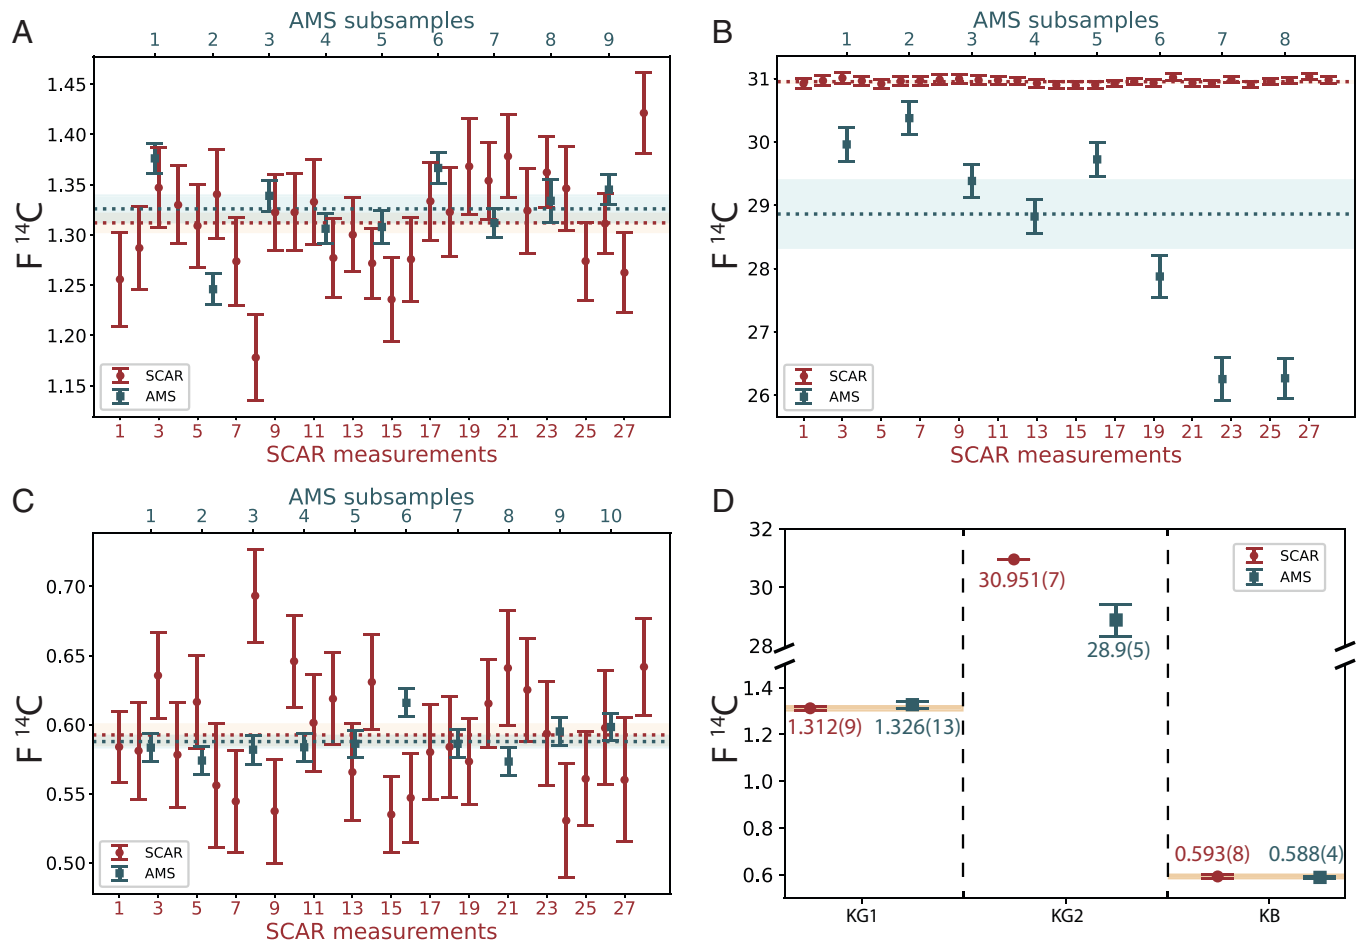 A
AMS subsamples
1 2 3 4 5 6 7 8 9
F ¹⁴C
1.45
1.40
1.35
1.30
1.25
1.20
1.15
SCAR
AMS
1 3 5 7 9 11 13 15 17 19 21 23 25 27
SCAR measurements
B
AMS subsamples
1 2 3 4 5 6 7 8
F ¹⁴C
31
30
29
28
27
26
SCAR
AMS
1 3 5 7 9 11 13 15 17 19 21 23 25 27
SCAR measurements
C
AMS subsamples
1 2 3 4 5 6 7 8 9 10
F ¹⁴C
0.70
0.65
0.60
0.55
0.50
SCAR
AMS
1 3 5 7 9 11 13 15 17 19 21 23 25 27
SCAR measurements
D
F ¹⁴C
32
30
28
1.4
1.2
1.0
0.8
0.6
SCAR
AMS
30.951(7)
28.9(5)
1.312(9) 1.326(13)
0.593(8) 0.588(4)
KG1 KG2 KB